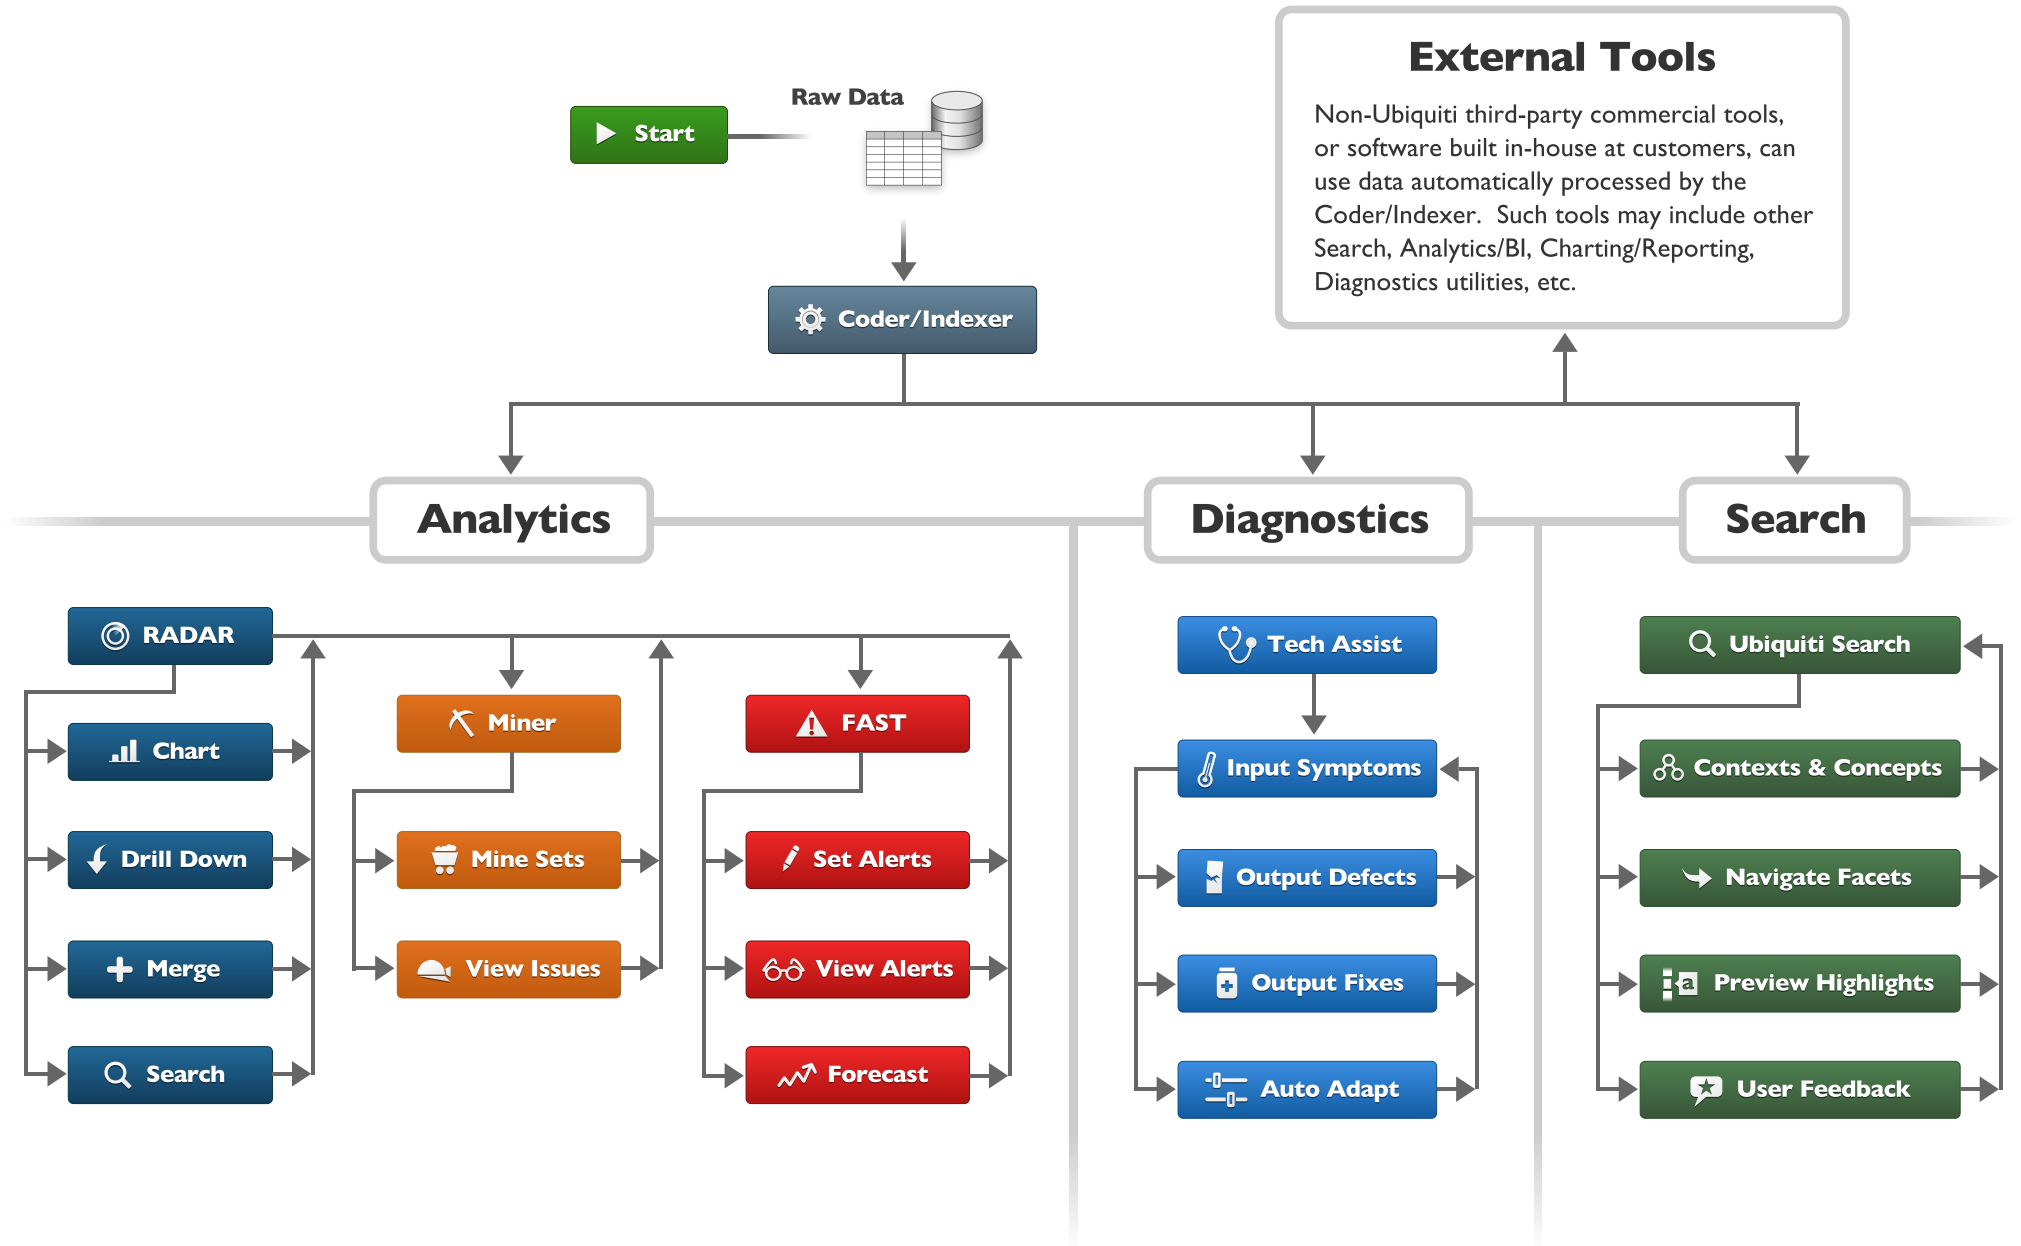 External Tools
Non-Ubiquiti third-party commercial tools,
or software built in-house at customers, can
use data automatically processed by the
Coder/Indexer.  Such tools may include other
Search, Analytics/BI, Charting/Reporting,
Diagnostics utilities, etc.
Raw Data
Start
Coder/Indexer
Analytics
Diagnostics
Search
RADAR
Chart
Drill Down
Merge
Search
Miner
Mine Sets
View Issues
FAST
Set Alerts
View Alerts
Forecast
Tech Assist
Input Symptoms
Output Defects
Output Fixes
Auto Adapt
Ubiquiti Search
Contexts & Concepts
Navigate Facets
a
Preview Highlights
User Feedback